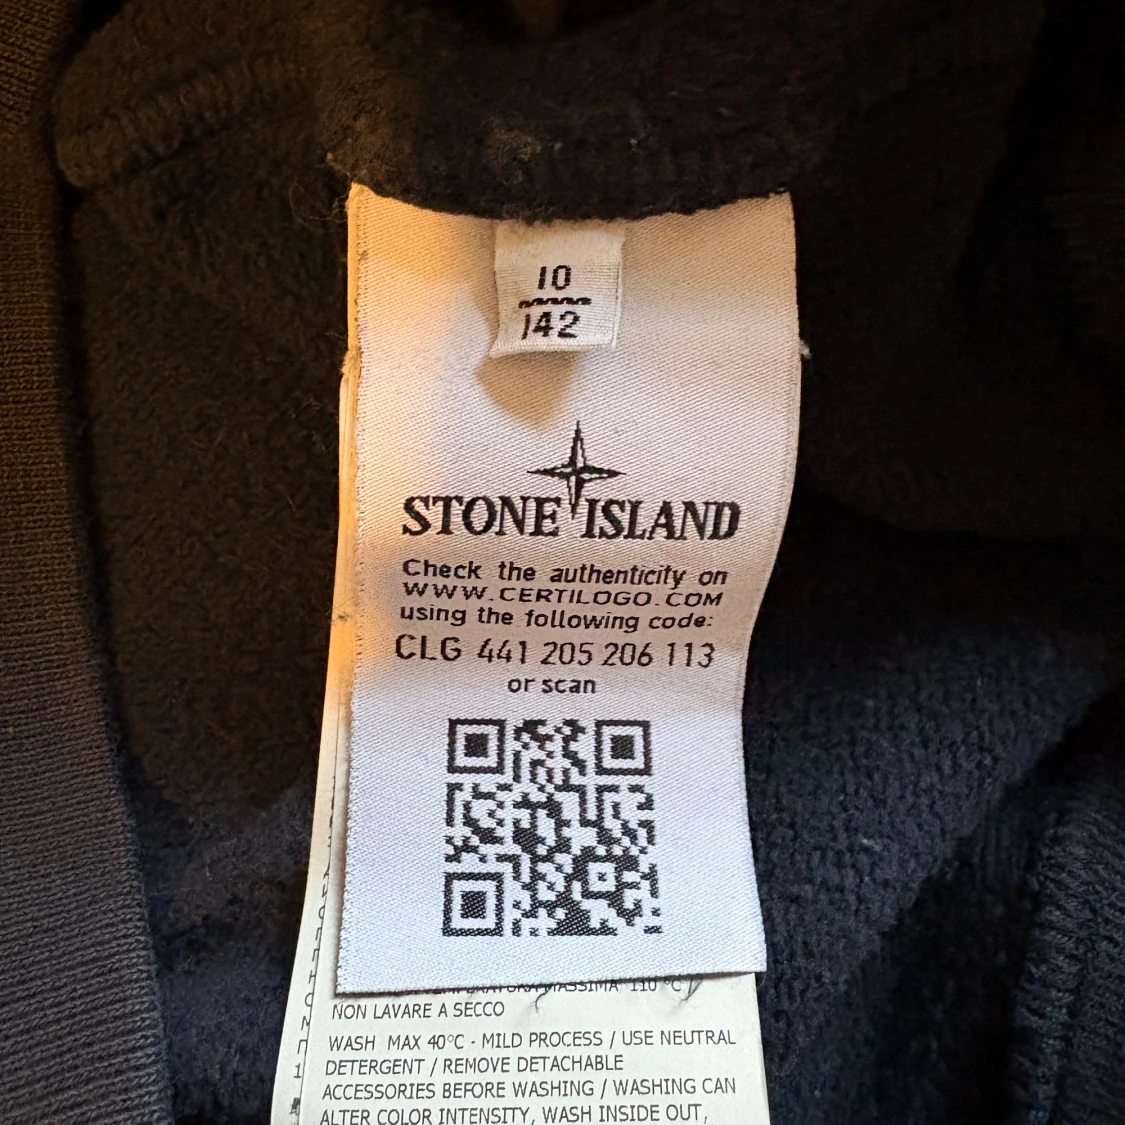 10
142
STONE ISLAND
Check the authenticity on
WWW.CERTILOGO.COM
using the following code:
CLG 441 205 206 113
or scan
MASSIMA 110 °C
NON LAVARE A SECCO
WASH MAX 40°C - MILD PROCESS / USE NEUTRAL
DETERGENT / REMOVE DETACHABLE
ACCESSORIES BEFORE WASHING / WASHING CAN
ALTER COLOR INTENSITY, WASH INSIDE OUT,